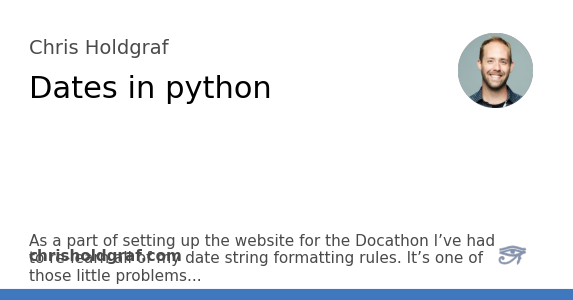 Chris Holdgraf
Dates in python
As a part of setting up the website for the Docathon I’ve had
to re-learn all of my date string formatting rules. It’s one of
chrisholdgraf.com
those little problems...